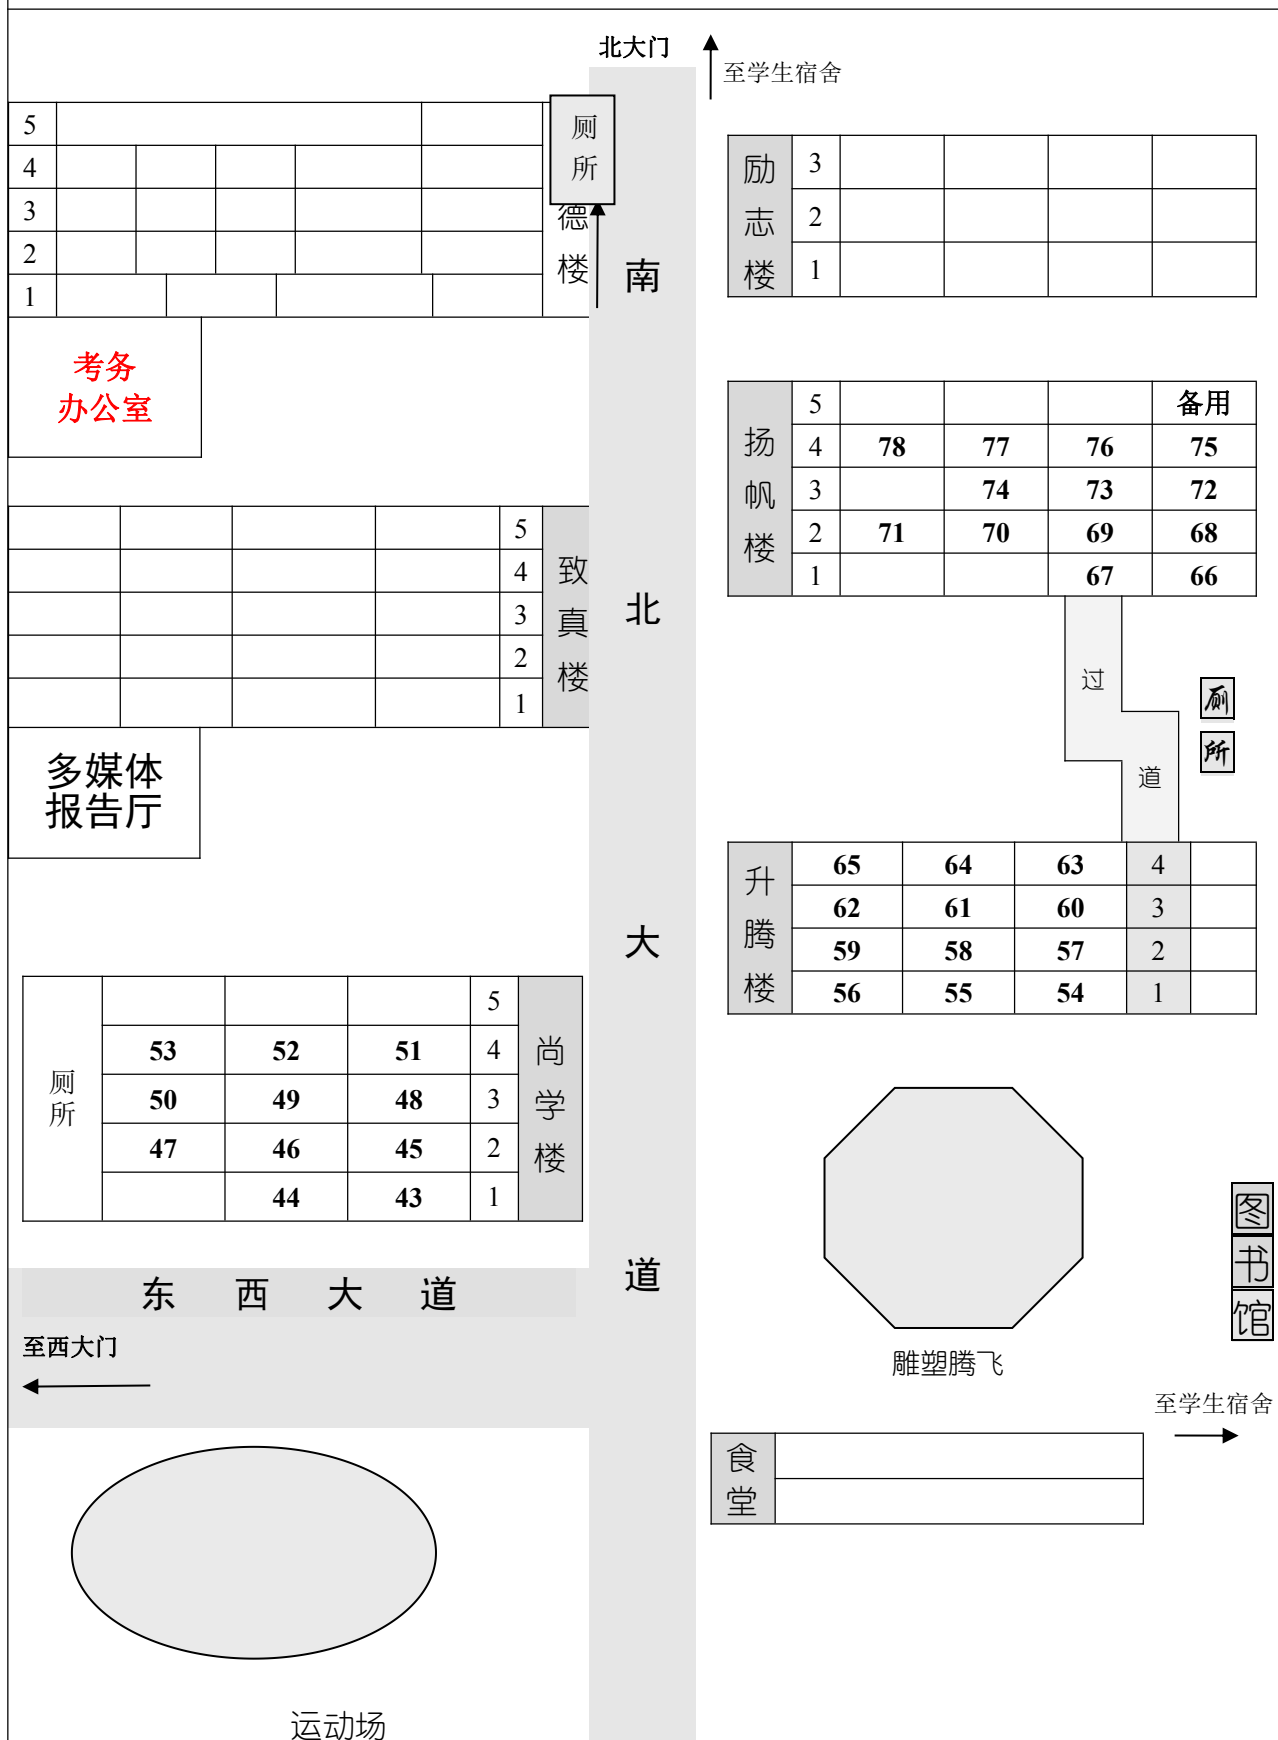 北大门
至学生宿舍
5
4
3
2
1
厕
所
德
楼
考务
办公室
励
志
楼
3
2
1
南
扬
帆
楼
5 备用
4 78 77 76 75
3 74 73 72
2 71 70 69 68
1 67 66
5
4
3
2
1
致
真
楼
北
过
道
厕
所
多媒体
报告厅
升
腾
楼
65 64 63 4
62 61 60 3
59 58 57 2
56 55 54 1
大
厕
所
5
53 52 51 4
50 49 48 3
47 46 45 2
44 43 1
尚
学
楼
图
书
馆
道
东 西 大 道
至西大门
雕塑腾飞
至学生宿舍
食
堂
运动场